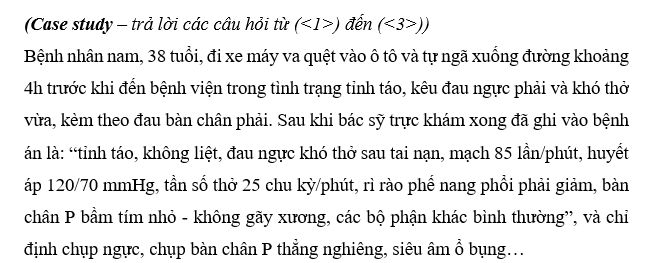 (Case study – trả lời các câu hỏi từ (<1>) đến (<3>))
Bệnh nhân nam, 38 tuổi, đi xe máy va quệt vào ô tô và tự ngã xuống đường khoảng
4h trước khi đến bệnh viện trong tình trạng tỉnh táo, kêu đau ngực phải và khó thở
vừa, kèm theo đau bàn chân phải. Sau khi bác sỹ trực khám xong đã ghi vào bệnh
án là: “tỉnh táo, không liệt, đau ngực khó thở sau tai nạn, mạch 85 lần/phút, huyết
áp 120/70 mmHg, tần số thở 25 chu kỳ/phút, rì rào phế nang phổi phải giảm, bàn
chân P bầm tím nhỏ - không gãy xương, các bộ phận khác bình thường”, và chỉ
định chụp ngực, chụp bàn chân P thẳng nghiêng, siêu âm ổ bụng…